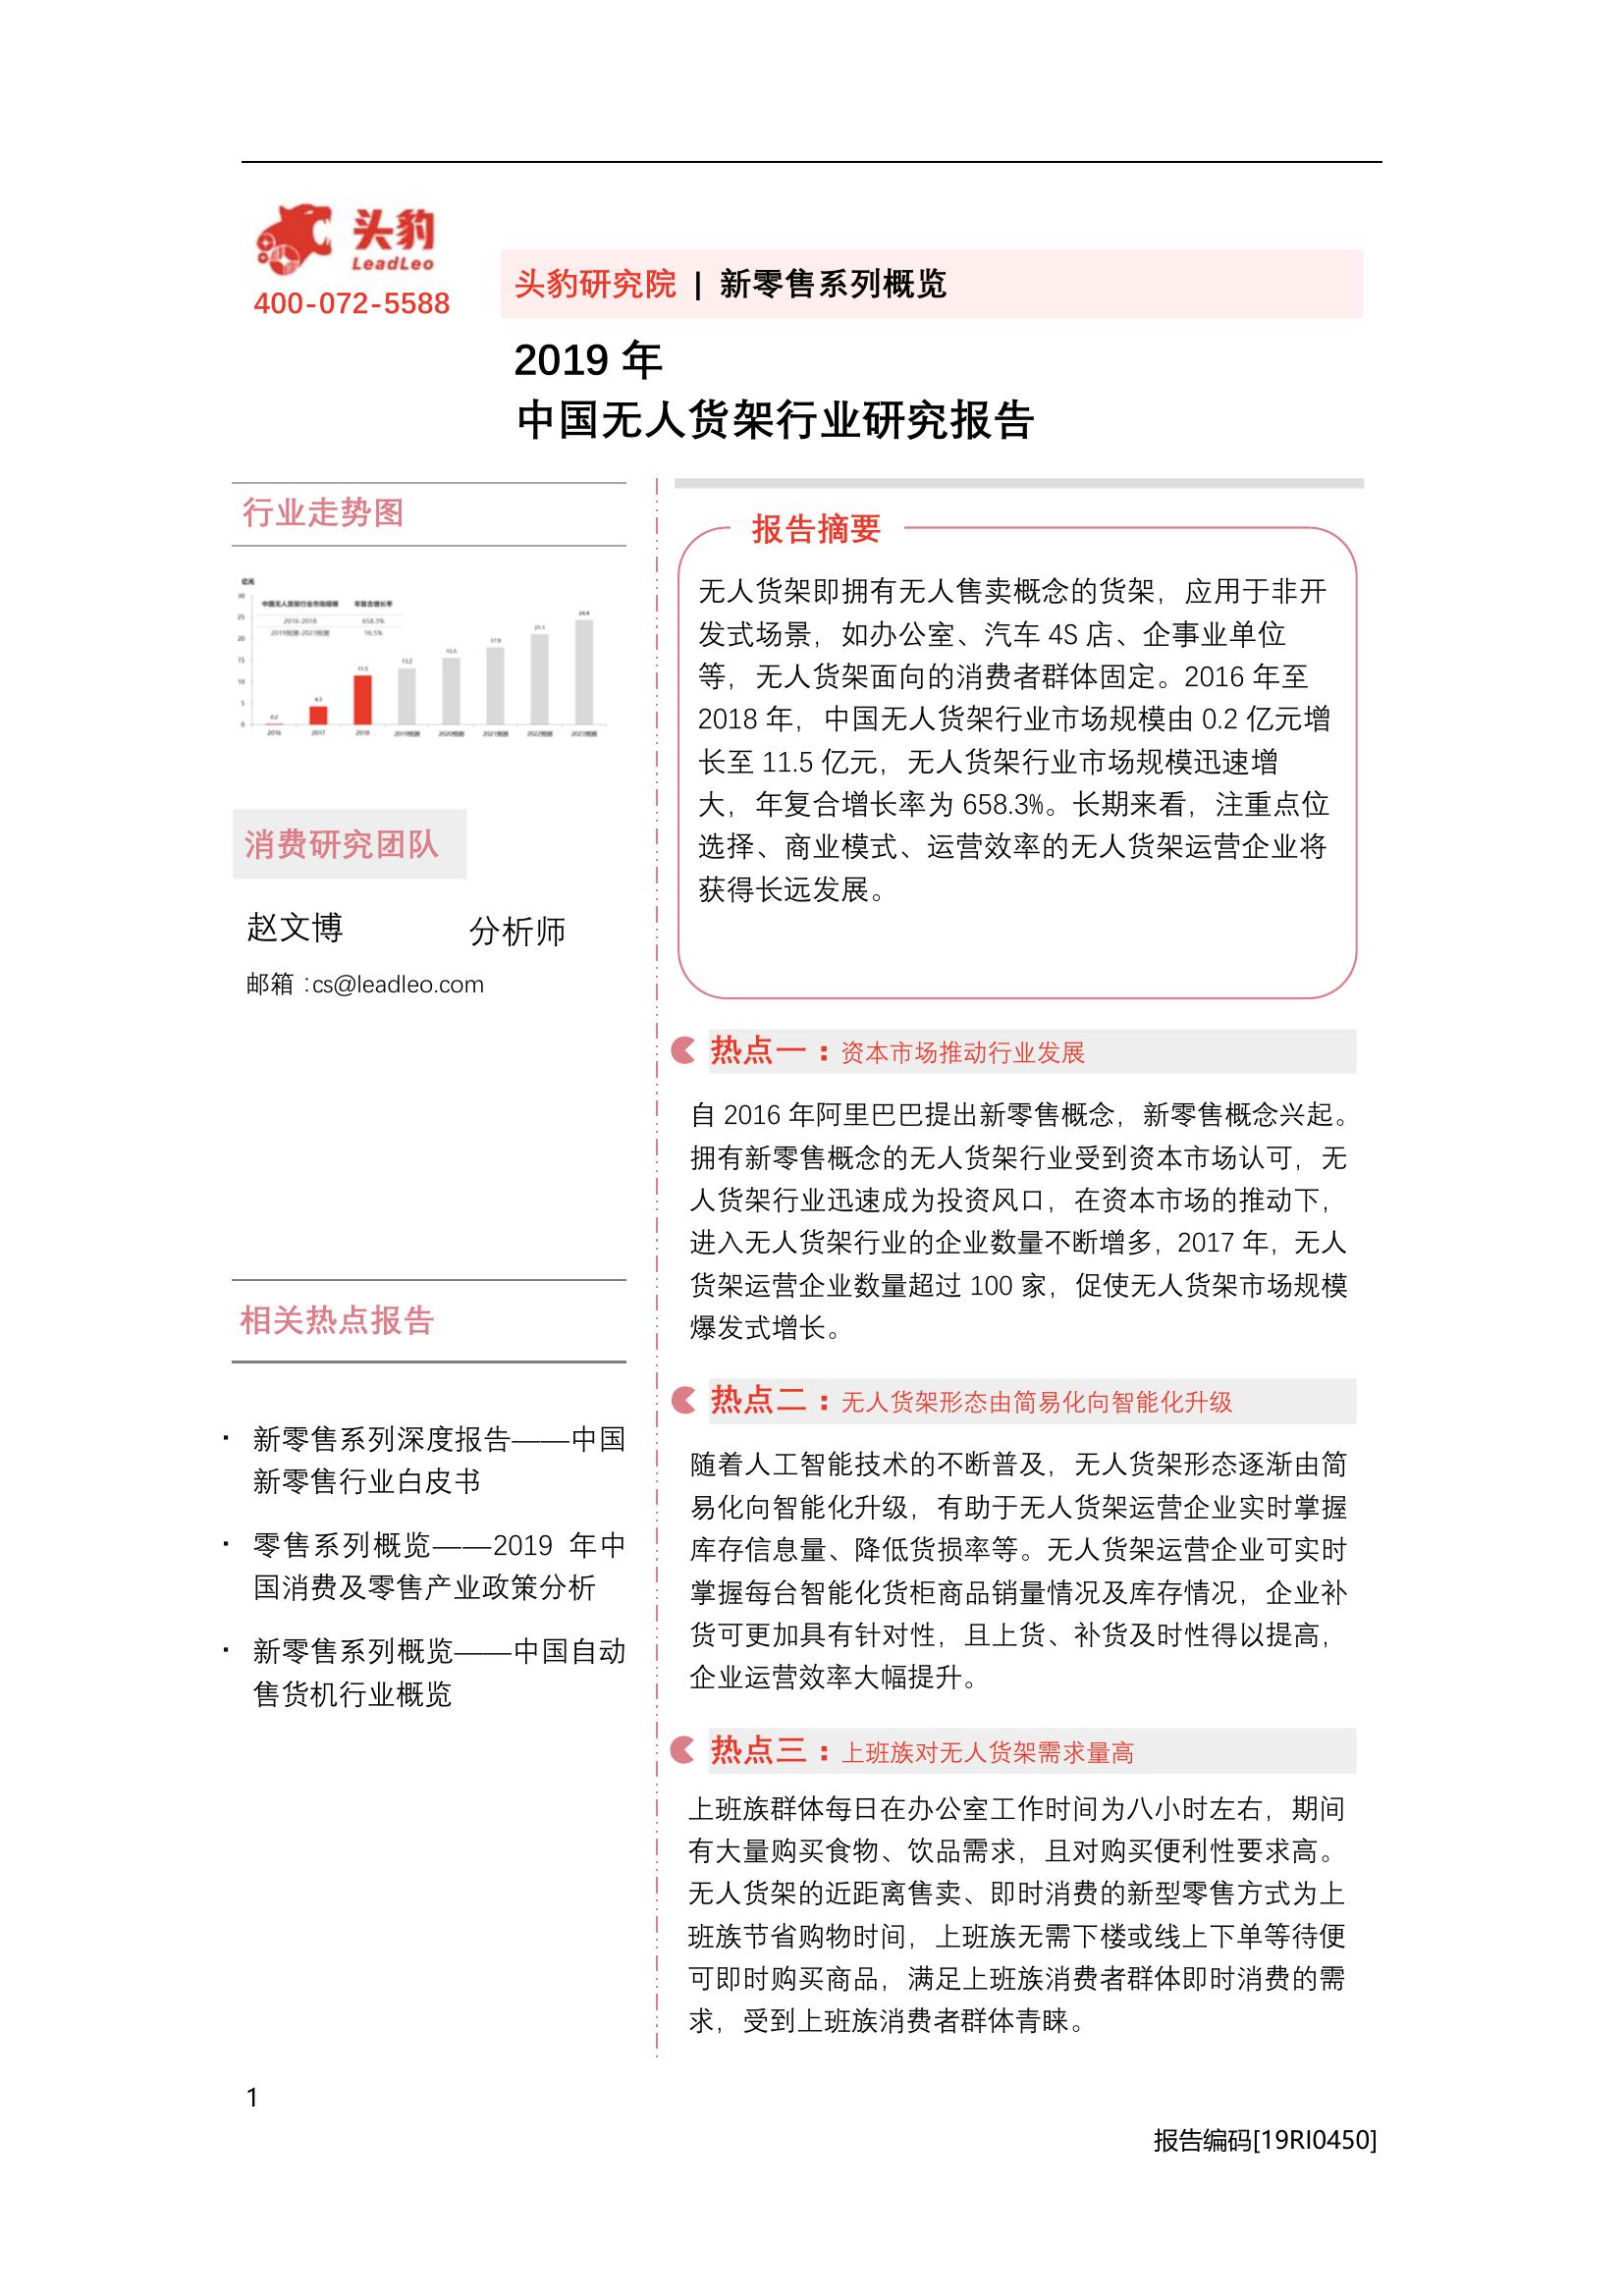 头豹
LeadLeo
400-072-5588
头豹研究院 | 新零售系列概览
2019 年
中国无人货架行业研究报告
行业走势图
亿元
中国无人货架行业市场规模 年复合增长率
2016-2018 658.3%
2019预测-2023预测 16.5%
30
25
20
15
10
5
0
0.2
4.3
11.5
13.2
15.5
17.9
21.1
24.4
2016 2017 2018 2019预测 2020预测 2021预测 2022预测 2023预测
消费研究团队
赵文博 分析师
邮箱：cs@leadleo.com
相关热点报告
· 新零售系列深度报告——中国
新零售行业白皮书
· 零售系列概览——2019 年中
国消费及零售产业政策分析
· 新零售系列概览——中国自动
售货机行业概览
报告摘要
无人货架即拥有无人售卖概念的货架，应用于非开
发式场景，如办公室、汽车 4S 店、企事业单位
等，无人货架面向的消费者群体固定。2016 年至
2018 年，中国无人货架行业市场规模由 0.2 亿元增
长至 11.5 亿元，无人货架行业市场规模迅速增
大，年复合增长率为 658.3%。长期来看，注重点位
选择、商业模式、运营效率的无人货架运营企业将
获得长远发展。
热点一：资本市场推动行业发展
自 2016 年阿里巴巴提出新零售概念，新零售概念兴起。
拥有新零售概念的无人货架行业受到资本市场认可，无
人货架行业迅速成为投资风口，在资本市场的推动下，
进入无人货架行业的企业数量不断增多，2017 年，无人
货架运营企业数量超过 100 家，促使无人货架市场规模
爆发式增长。
热点二：无人货架形态由简易化向智能化升级
随着人工智能技术的不断普及，无人货架形态逐渐由简
易化向智能化升级，有助于无人货架运营企业实时掌握
库存信息量、降低货损率等。无人货架运营企业可实时
掌握每台智能化货柜商品销量情况及库存情况，企业补
货可更加具有针对性，且上货、补货及时性得以提高，
企业运营效率大幅提升。
热点三：上班族对无人货架需求量高
上班族群体每日在办公室工作时间为八小时左右，期间
有大量购买食物、饮品需求，且对购买便利性要求高。
无人货架的近距离售卖、即时消费的新型零售方式为上
班族节省购物时间，上班族无需下楼或线上下单等待便
可即时购买商品，满足上班族消费者群体即时消费的需
求，受到上班族消费者群体青睐。
1
报告编码[19RI0450]